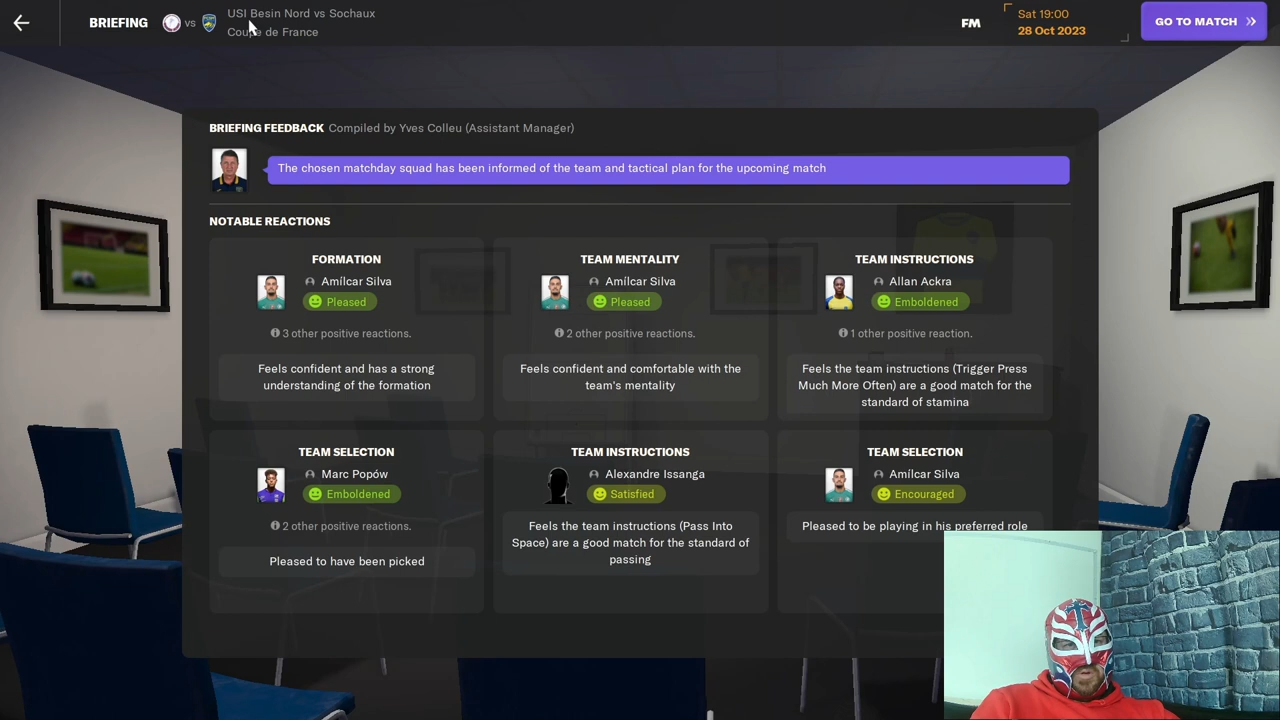 BRIEFING
vs
USI Besin Nord vs Sochaux
Coupe de France
FM
Sat 19:00
28 Oct 2023
GO TO MATCH
BRIEFING FEEDBACK Compiled by Yves Colleu (Assistant Manager)
The chosen matchday squad has been informed of the team and tactical plan for the upcoming match
NOTABLE REACTIONS
FORMATION
Amílcar Silva
Pleased
3 other positive reactions.
Feels confident and has a strong
understanding of the formation
TEAM MENTALITY
Amílcar Silva
Pleased
2 other positive reactions.
Feels confident and comfortable with the
team's mentality
TEAM INSTRUCTIONS
Allan Ackra
Emboldened
1 other positive reaction.
Feels the team instructions (Trigger Press
Much More Often) are a good match for the
standard of stamina
TEAM SELECTION
Marc Popów
Emboldened
2 other positive reactions.
Pleased to have been picked
TEAM INSTRUCTIONS
Alexandre Issanga
Satisfied
Feels the team instructions (Pass Into
Space) are a good match for the standard of
passing
TEAM SELECTION
Amílcar Silva
Encouraged
Pleased to be playing in his preferred role